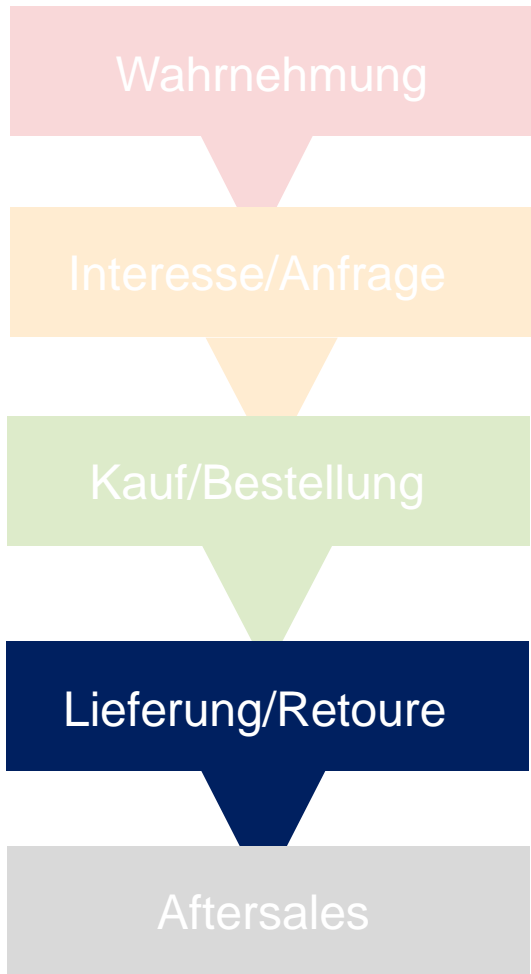 Wahrnehmung
Interesse/Anfrage
Kauf/Bestellung
Lieferung/Retoure
Aftersales